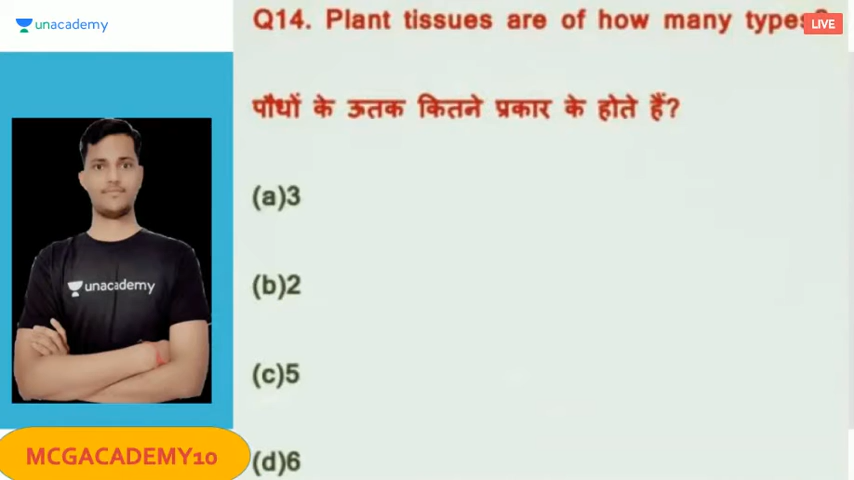 unacademy
Q14. Plant tissues are of how many types?
LIVE
पौधों के ऊतक कितने प्रकार के होते हैं?
(a)3
unacademy
(b)2
(c)5
MCGACADEMY10
(d)6